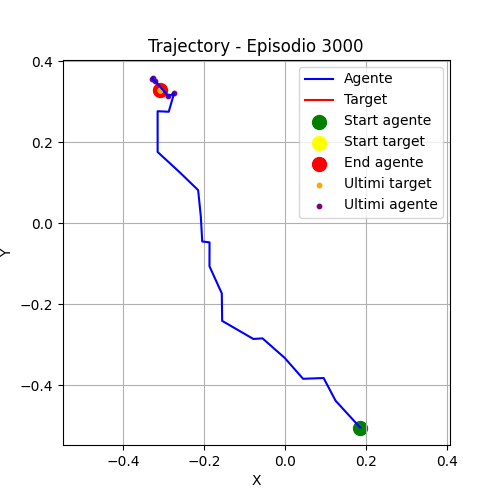 Trajectory - Episodio 3000
Agente
Target
Start agente
Start target
End agente
Ultimi target
Ultimi agente
0.4
0.2
0.0
−0.2
−0.4
Y
−0.4
−0.2
0.0
0.2
0.4
X